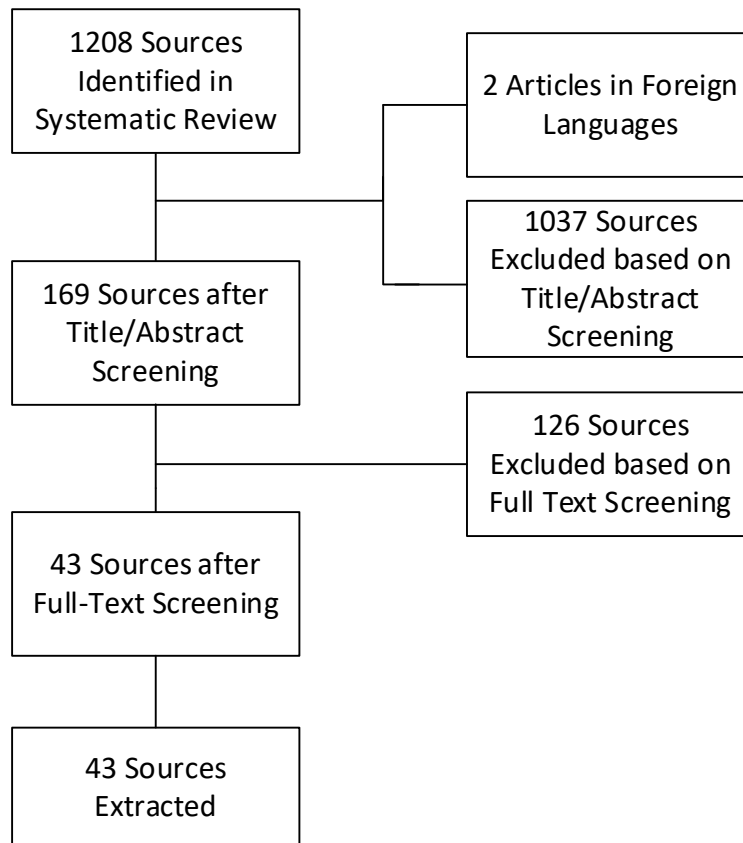 1208 Sources
Identified in
Systematic Review
2 Articles in Foreign
Languages
1037 Sources
Excluded based on
Title/Abstract
Screening
169 Sources after
Title/Abstract
Screening
126 Sources
Excluded based on
Full Text Screening
43 Sources after
Full-Text Screening
43 Sources
Extracted